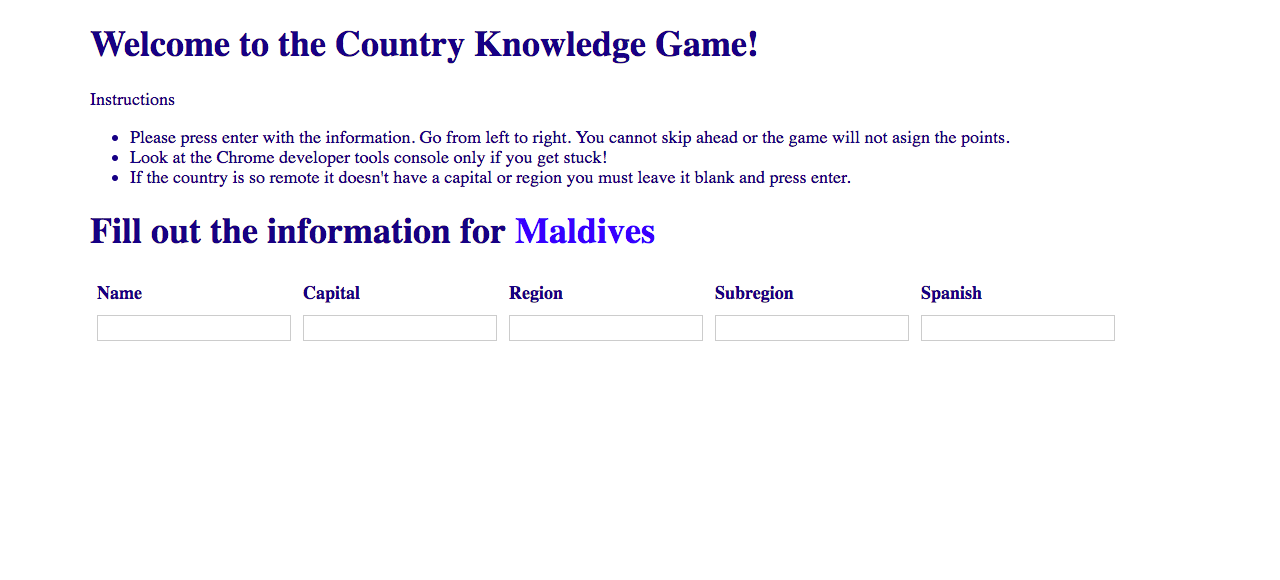 Welcome to the Country Knowledge Game!
Instructions
• Please press enter with the information. Go from left to right. You cannot skip ahead or the game will not asign the points.
• Look at the Chrome developer tools console only if you get stuck!
• If the country is so remote it doesn't have a capital or region you must leave it blank and press enter.
Fill out the information for Maldives
Name Capital Region Subregion Spanish